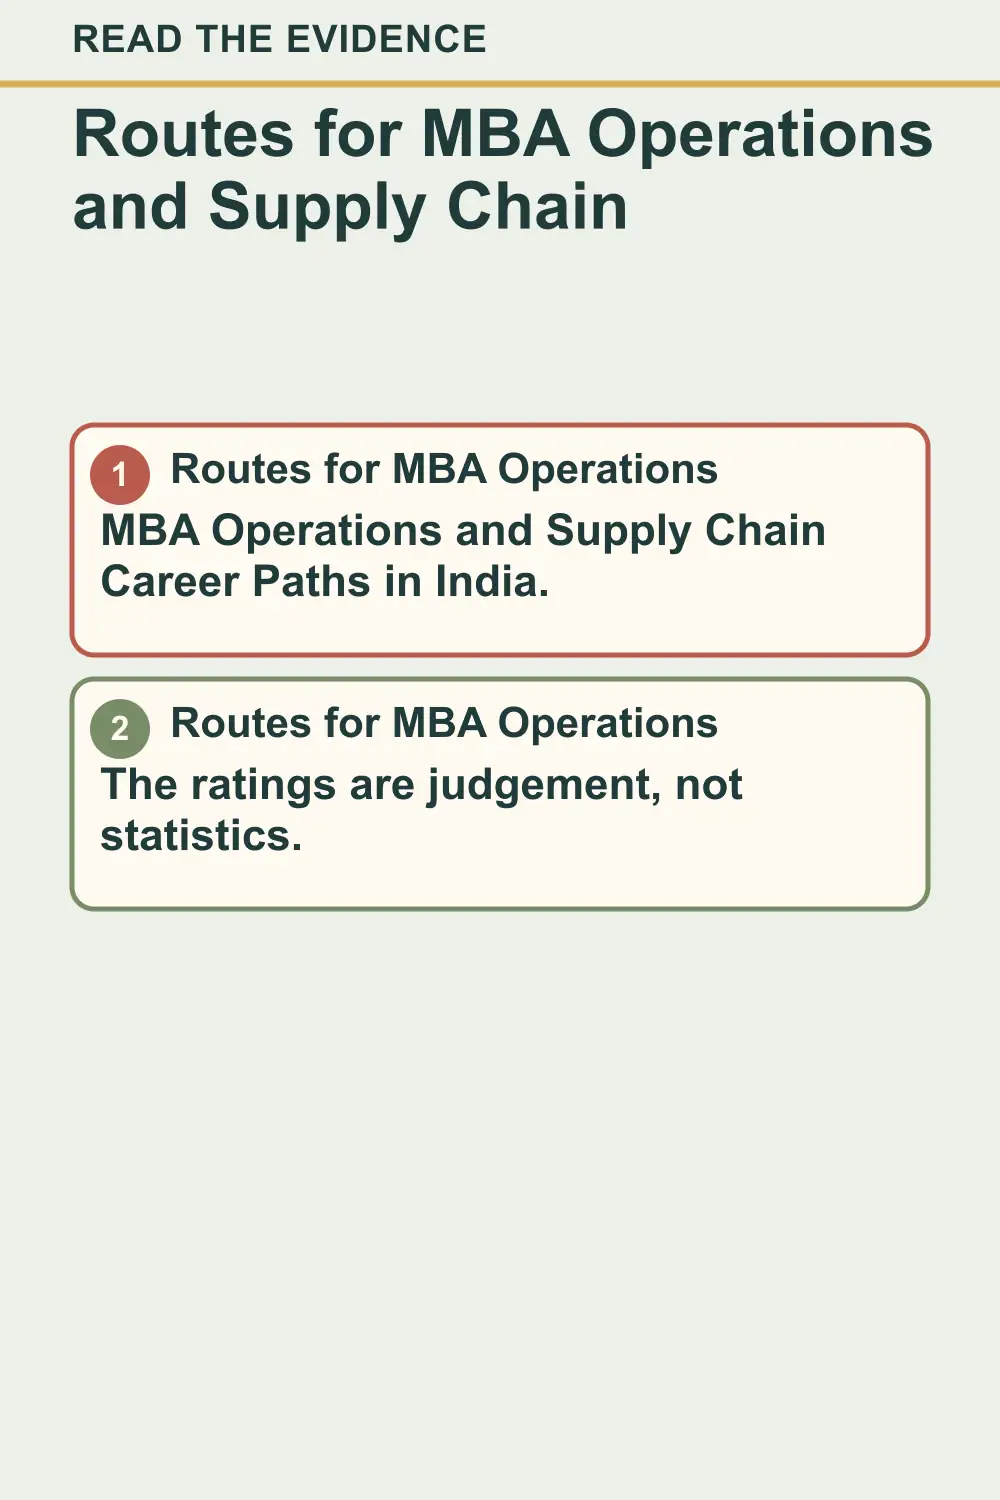 READ THE EVIDENCE
Routes for MBA Operations
and Supply Chain
1 Routes for MBA Operations
MBA Operations and Supply Chain
Career Paths in India.
2 Routes for MBA Operations
The ratings are judgement, not
statistics.